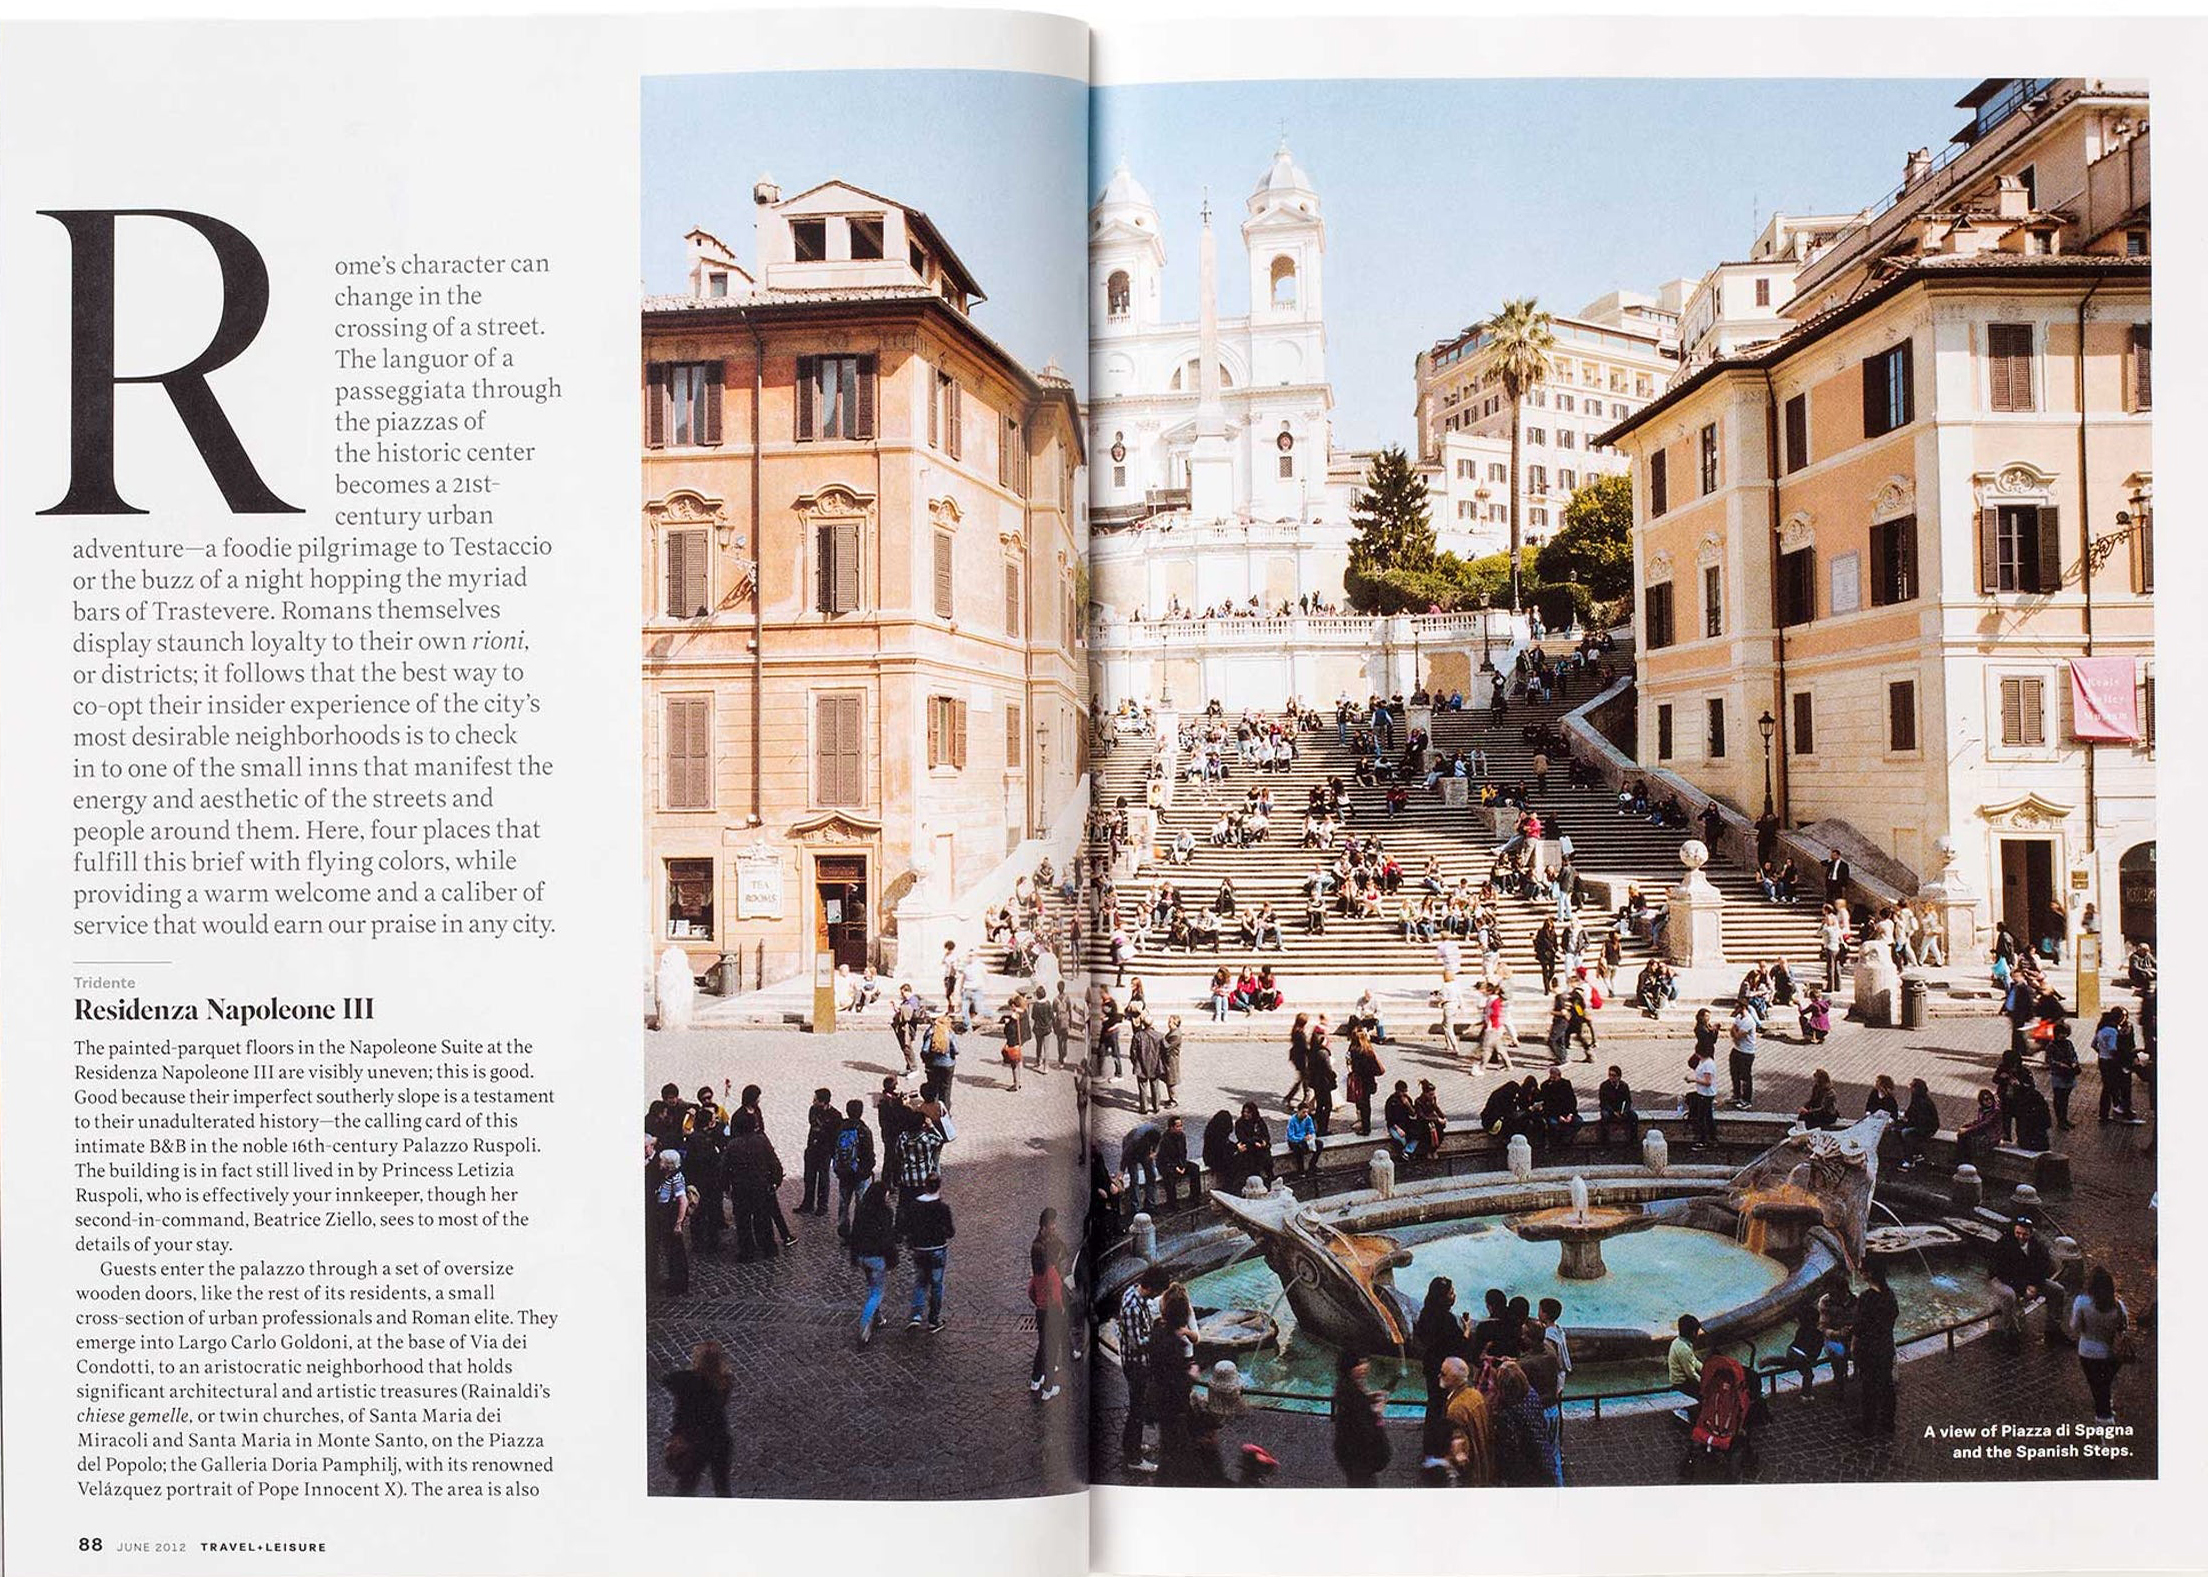 Rome's character can
change in the
crossing of a street.
The languor of a
passeggiata through
the piazzas of
the historic center
becomes a 21st-
century urban
adventure—a foodie pilgrimage to Testaccio
or the buzz of a night hopping the myriad
bars of Trastevere. Romans themselves
display staunch loyalty to their own rioni,
or districts; it follows that the best way to
co-opt their insider experience of the city's
most desirable neighborhoods is to check
in to one of the small inns that manifest the
energy and aesthetic of the streets and
people around them. Here, four places that
fulfill this brief with flying colors, while
providing a warm welcome and a caliber of
service that would earn our praise in any city.
Tridente
Residenza Napoleone III
The painted-parquet floors in the Napoleone Suite at the
Residenza Napoleone III are visibly uneven; this is good.
Good because their imperfect southerly slope is a testament
to their unadulterated history—the calling card of this
intimate B&B in the noble 16th-century Palazzo Ruspoli.
The building is in fact still lived in by Princess Letizia
Ruspoli, who is effectively your innkeeper, though her
second-in-command, Beatrice Ziello, sees to most of the
details of your stay.
Guests enter the palazzo through a set of oversize
wooden doors, like the rest of its residents, a small
cross-section of urban professionals and Roman elite. They
emerge into Largo Carlo Goldoni, at the base of Via dei
Condotti, to an aristocratic neighborhood that holds
significant architectural and artistic treasures (Rainaldi's
chiese gemelle, or twin churches, of Santa Maria dei
Miracoli and Santa Maria in Monte Santo, on the Piazza
del Popolo; the Galleria Doria Pamphilj, with its renowned
Velázquez portrait of Pope Innocent X). The area is also
88 JUNE 2012 TRAVEL+LEISURE
TEA
ROOMS
A view of Piazza di Spagna
and the Spanish Steps.